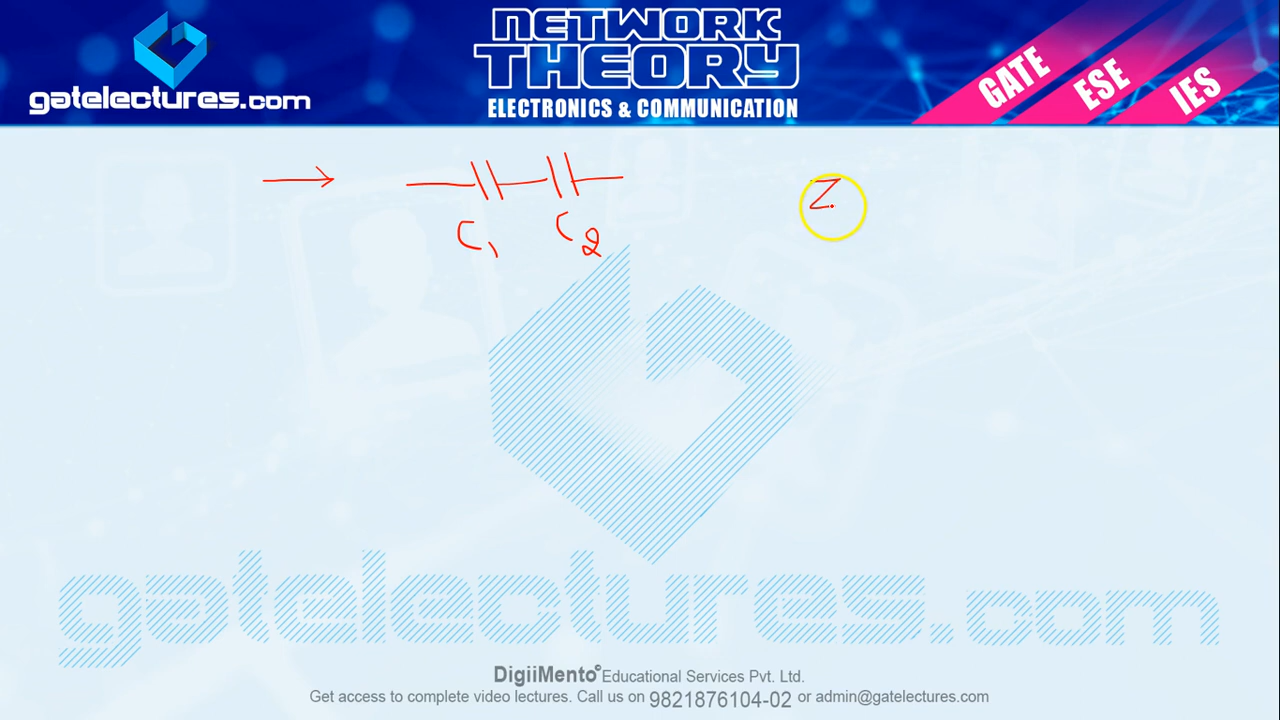 gatelectures.com
NETWORK
THEORY
ELECTRONICS & COMMUNICATION
GATE
ESE
IES
C1 C2
Z
gatelectures.com
DigiiMento© Educational Services Pvt. Ltd.
Get access to complete video lectures. Call us on 9821876104-02 or admin@gatelectures.com